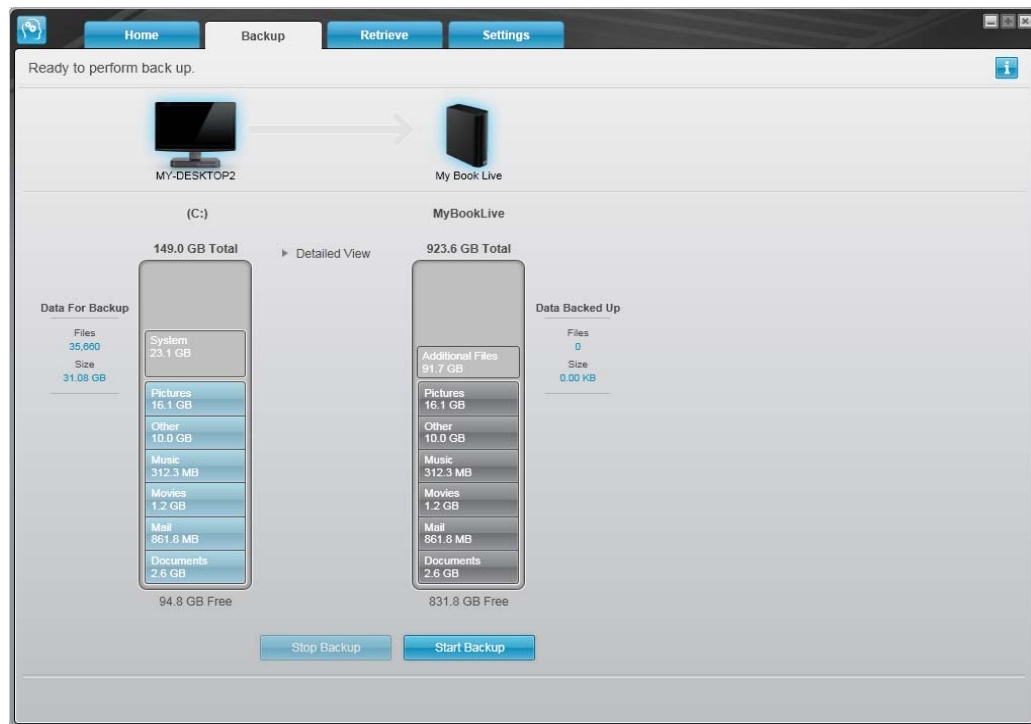 Home Backup Retrieve Settings
Ready to perform back up.
MY-DESKTOP2
My Book Live
(C:)
MyBookLive
149.0 GB Total
Detailed View
923.6 GB Total
Data For Backup
Files
35,660
Size
31.08 GB
System
23.1 GB
Pictures
16.1 GB
Other
10.0 GB
Music
312.3 MB
Movies
1.2 GB
Mail
861.8 MB
Documents
2.6 GB
94.8 GB Free
Additional Files
91.7 GB
Pictures
16.1 GB
Other
10.0 GB
Music
312.3 MB
Movies
1.2 GB
Mail
861.8 MB
Documents
2.6 GB
831.8 GB Free
Data Backed Up
Files
0
Size
0.00 KB
Stop Backup
Start Backup